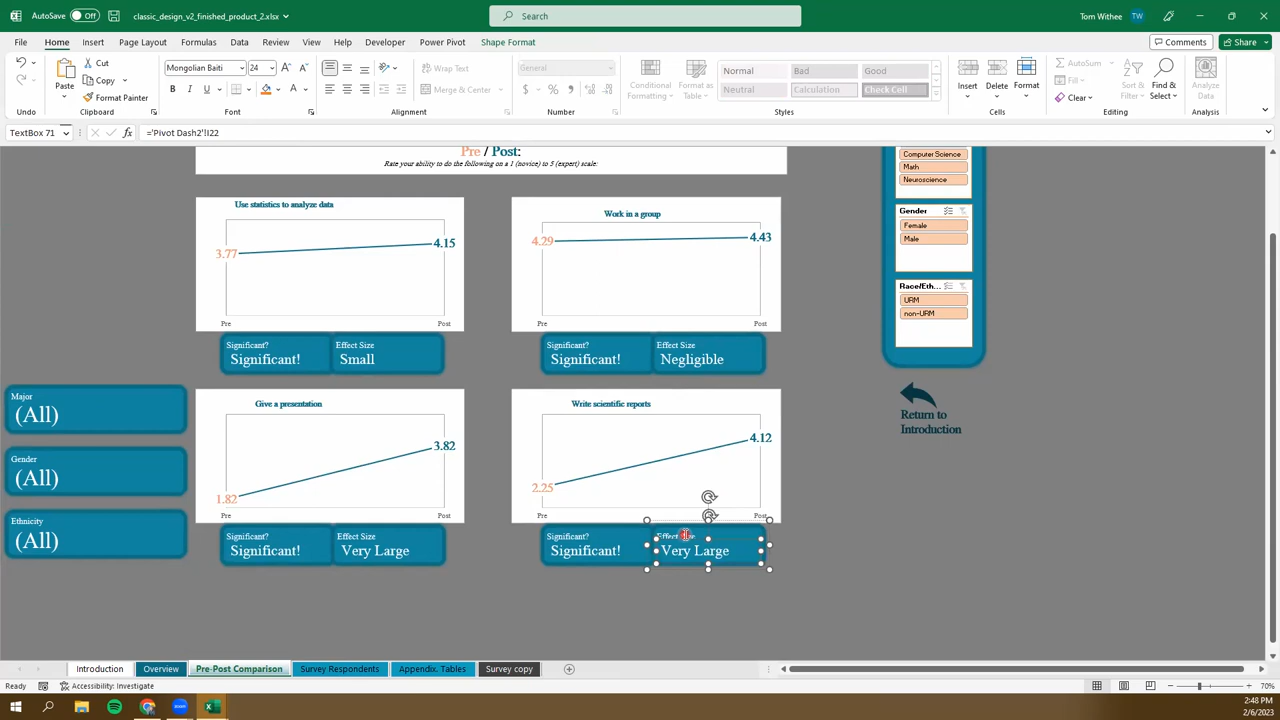 AutoSave Off classic_design_v2_finished_product_2.xlsx Search Tom Withee TW
File Home Insert Draw Page Layout Formulas Data Review View Help Developer Power Pivot Shape Format Comments Share
Cut
Copy
Format Painter
Paste
Mongolian Baiti 24
B I U
Wrap Text
Merge & Center
General
Conditional Formatting
Format as Table
Normal Bad Good
Neutral Calculation Check Cell
Insert Delete Format
AutoSum
Fill
Clear
Sort & Filter
Find & Select
Analyze Data
Undo Clipboard Font Alignment Number Styles Cells Editing Analysis
TextBox 71 fx ='Pivot Dash2'!I22
Pre / Post:
Rate your ability to do the following on a 1 (novice) to 5 (expert) scale:
Use statistics to analyze data
3.77 4.15
Pre Post
Significant? Effect Size
Significant! Small
Work in a group
4.29 4.43
Pre Post
Significant? Effect Size
Significant! Negligible
Give a presentation
1.82 3.82
Pre Post
Significant? Effect Size
Significant! Very Large
Write scientific reports
2.25 4.12
Pre Post
Significant? Effect Size
Significant! Very Large
Major
(All)
Gender
(All)
Ethnicity
(All)
Computer Science
Math
Neuroscience
Gender
Female
Male
Race/Eth...
URM
non-URM
Return to
Introduction
Introduction Overview Pre-Post Comparison Survey Respondents Appendix. Tables Survey copy
Ready Accessibility: Investigate 70%
2:48 PM
2/6/2023